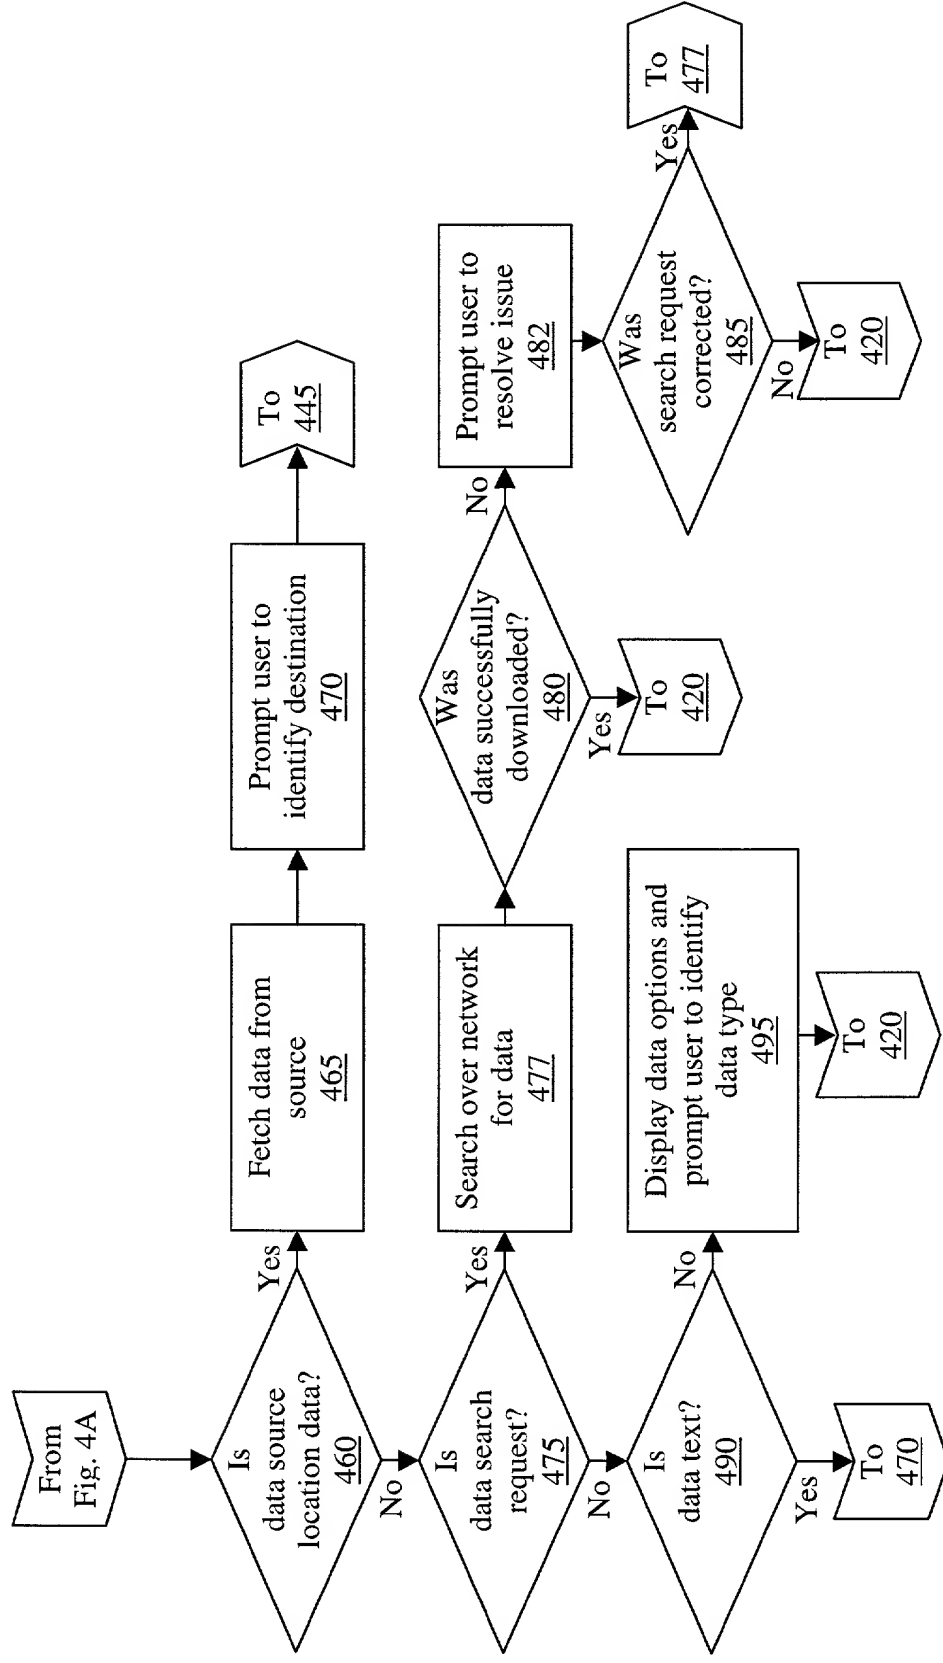 From
Fig. 4A
Is
data source
location data?
460
Yes
No
Fetch data from
source
465
Prompt user to
identify destination
470
To
445
Is
data search
request?
475
Yes
No
Search over network
for data
477
Was
data successfully
downloaded?
480
No
Yes
To
420
Prompt user to
resolve issue
482
Was
search request
corrected?
485
Yes
To
477
No
To
420
Is
data text?
490
No
Yes
Display data options and
prompt user to identify
data type
495
To
420
To
470